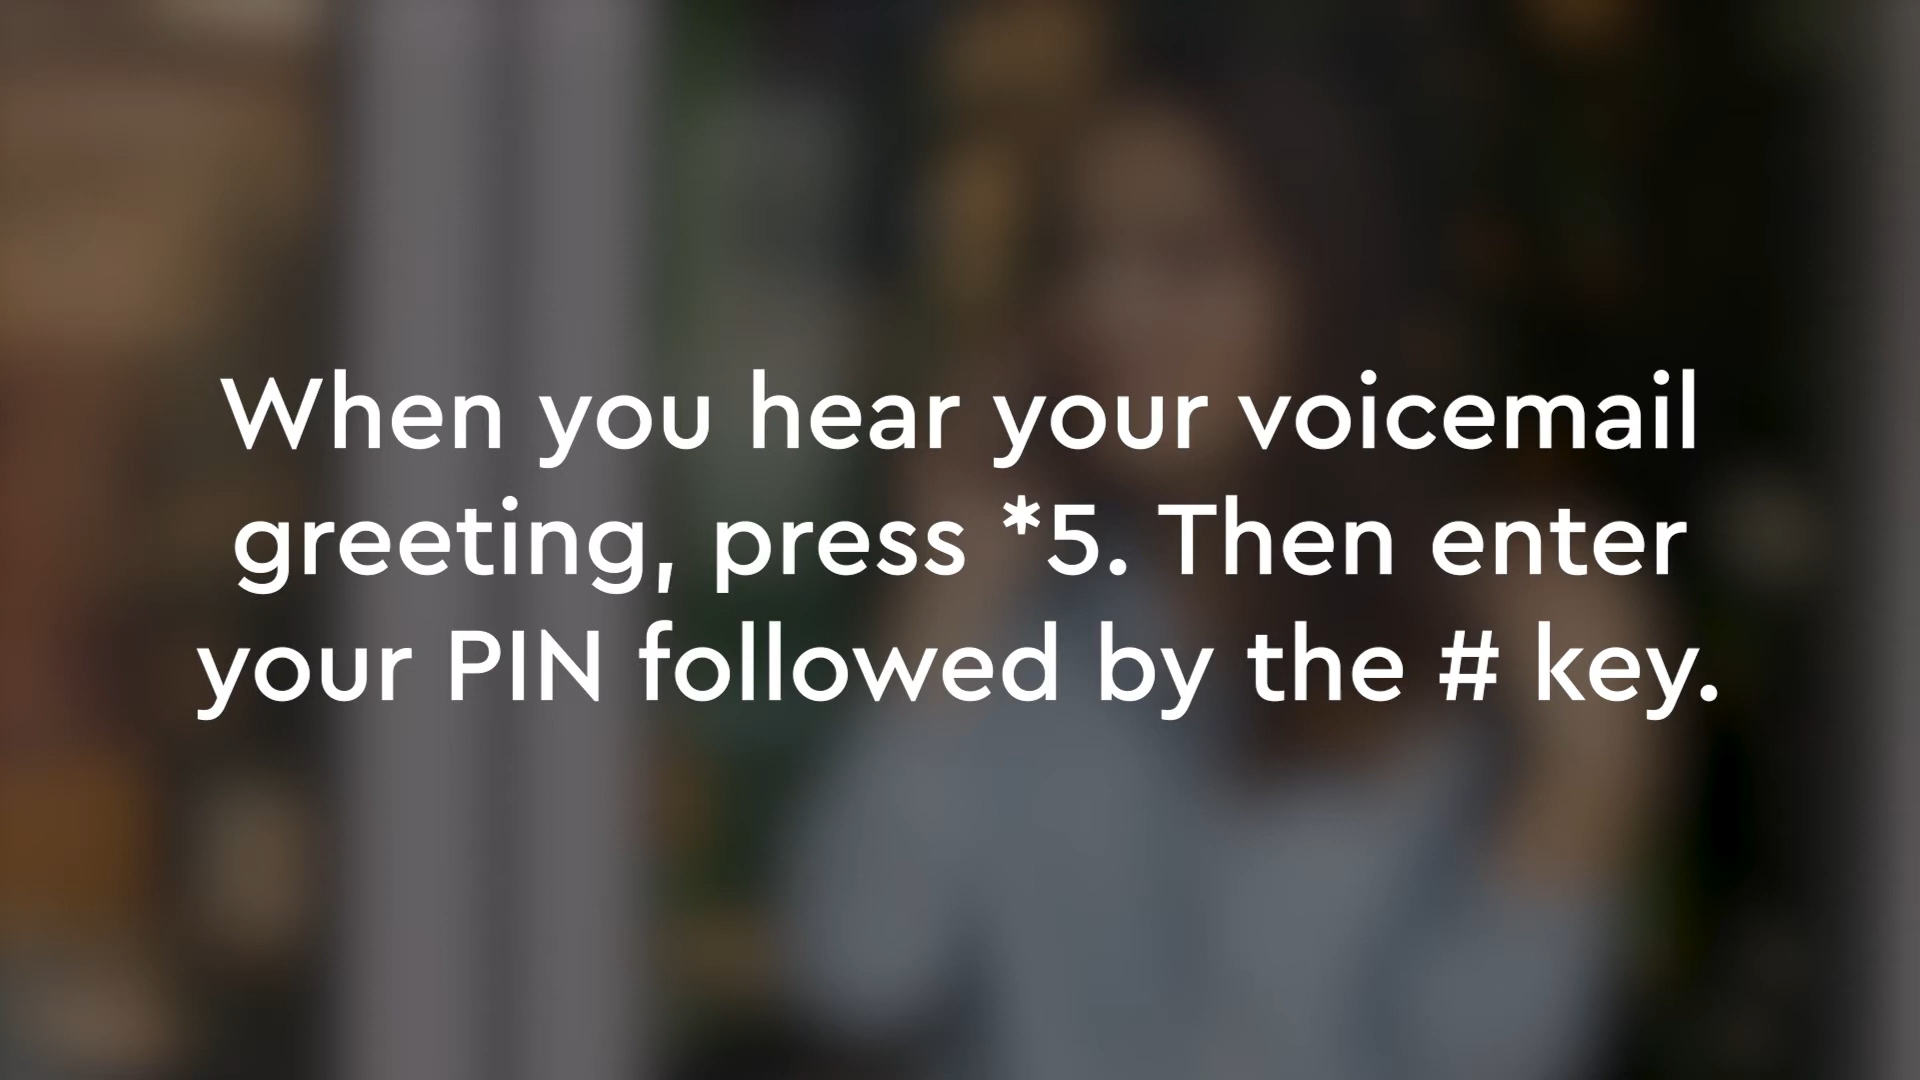 When you hear your voicemail
greeting, press *5. Then enter
your PIN followed by the # key.